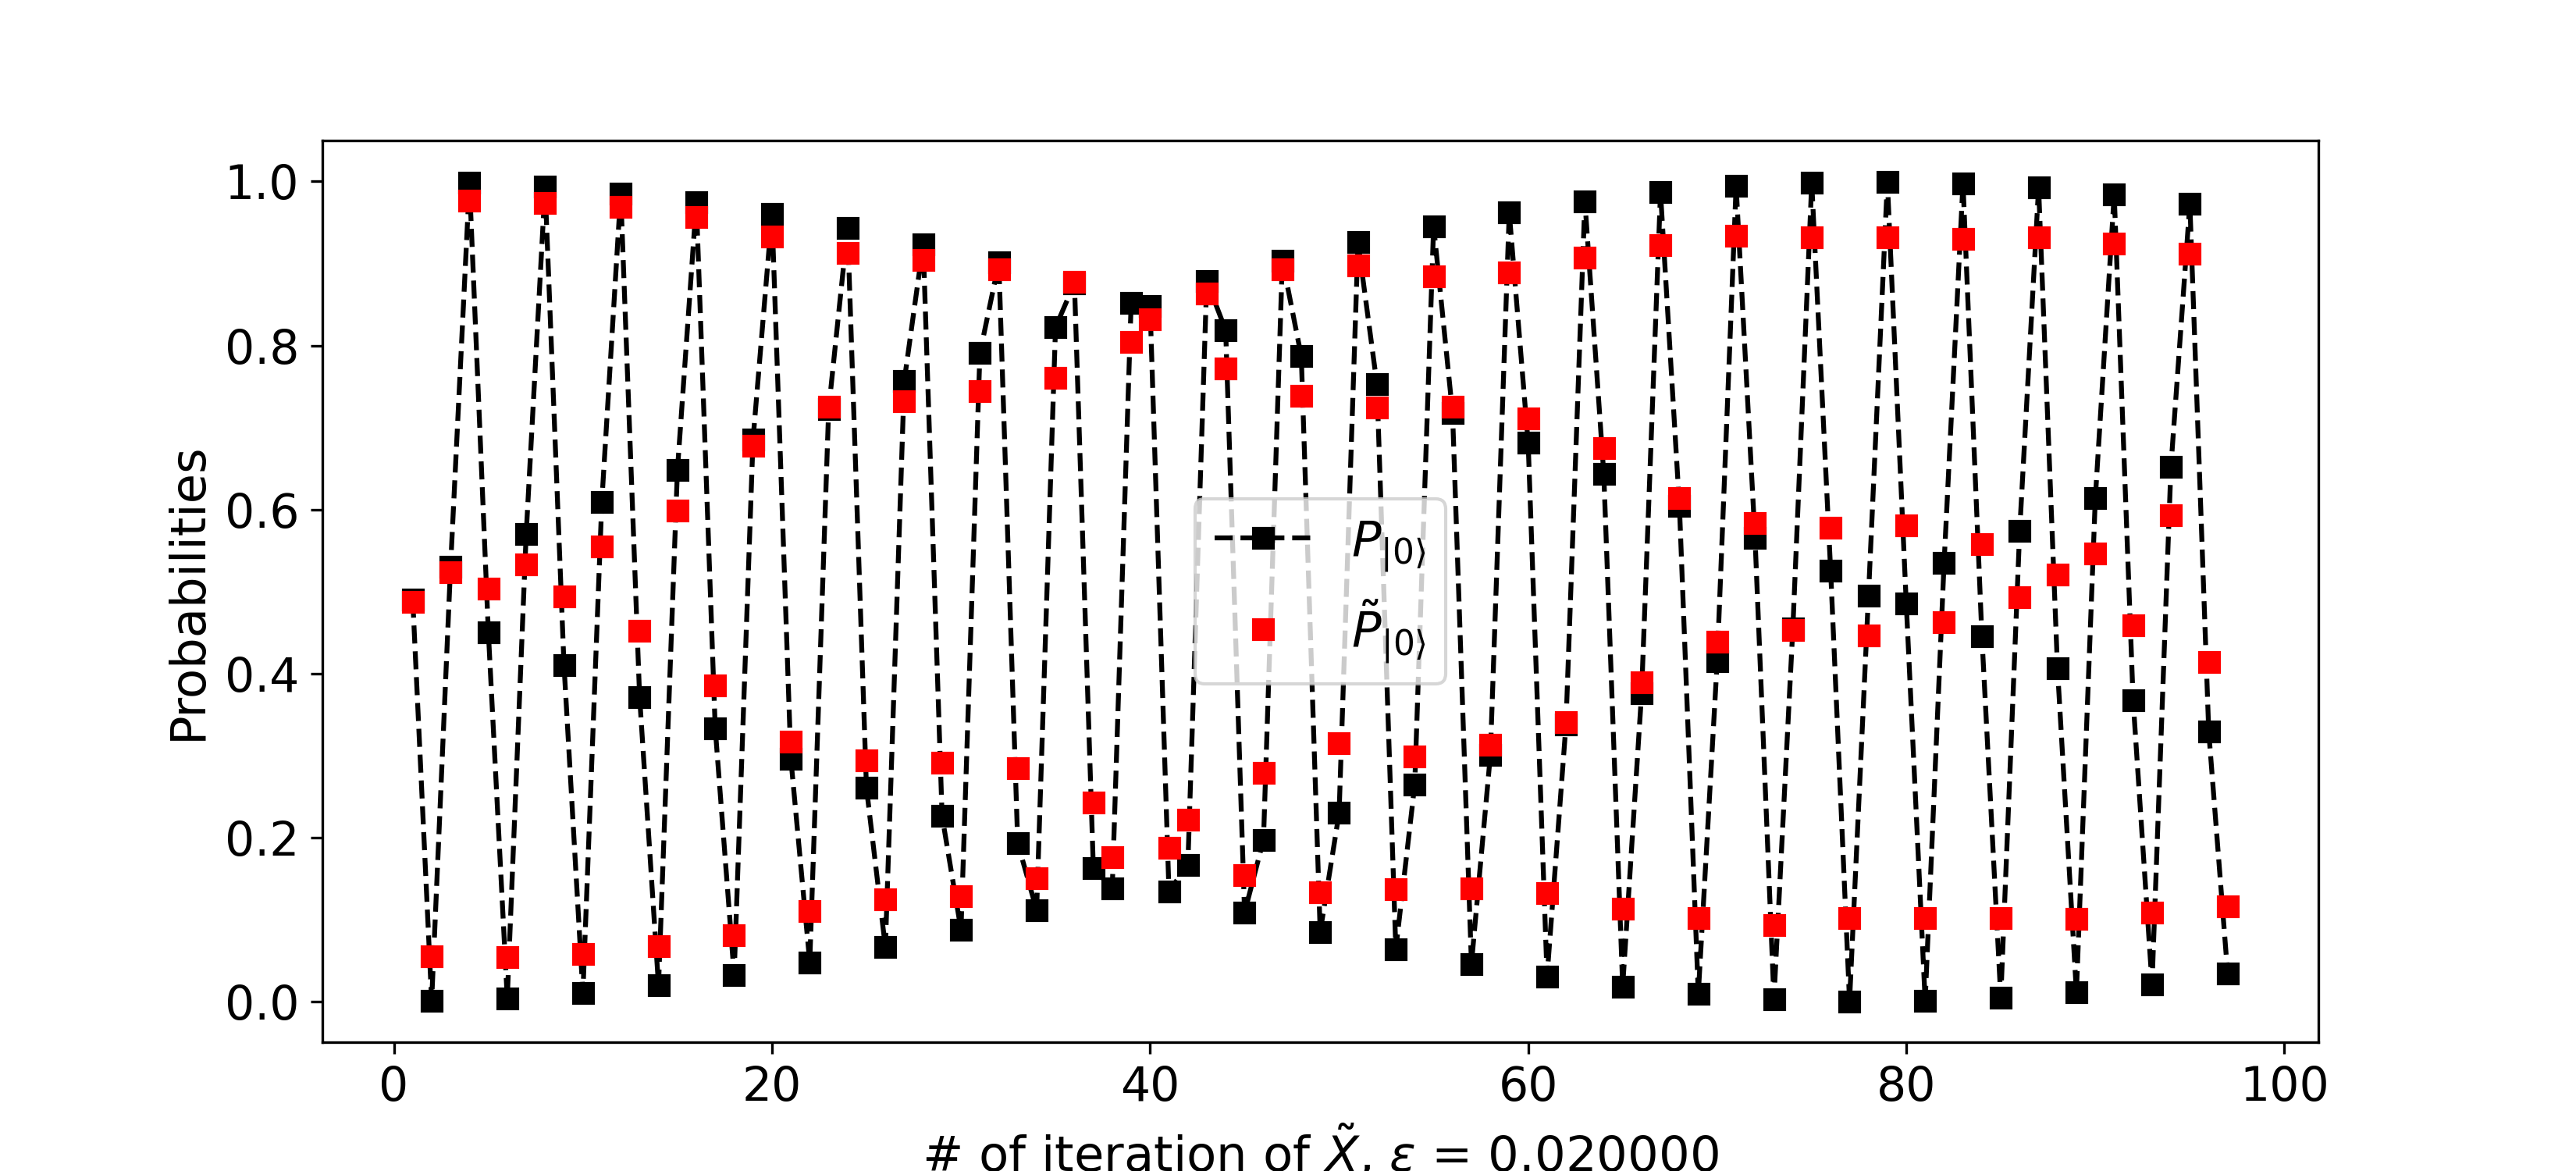 1.0
0.8
0.6
0.4
0.2
0.0
Probabilities
P|0⟩
P̃|0⟩
0 20 40 60 80 100
# of iteration of X̃, ε = 0.020000